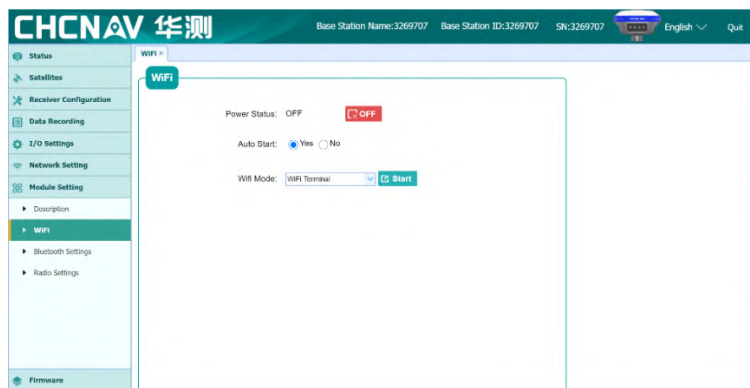 CHCNAV 华测
Base Station Name:3269707 Base Station ID:3269707 SN:3269707 English Quit
Status
Satellites
Receiver Configuration
Data Recording
I/O Settings
Network Setting
Module Setting
Description
WiFi
Bluetooth Settings
Radio Settings
Firmware
WiFi ×
WiFi
Power Status: OFF OFF
Auto Start: Yes No
Wifi Mode: WiFi Terminal Start